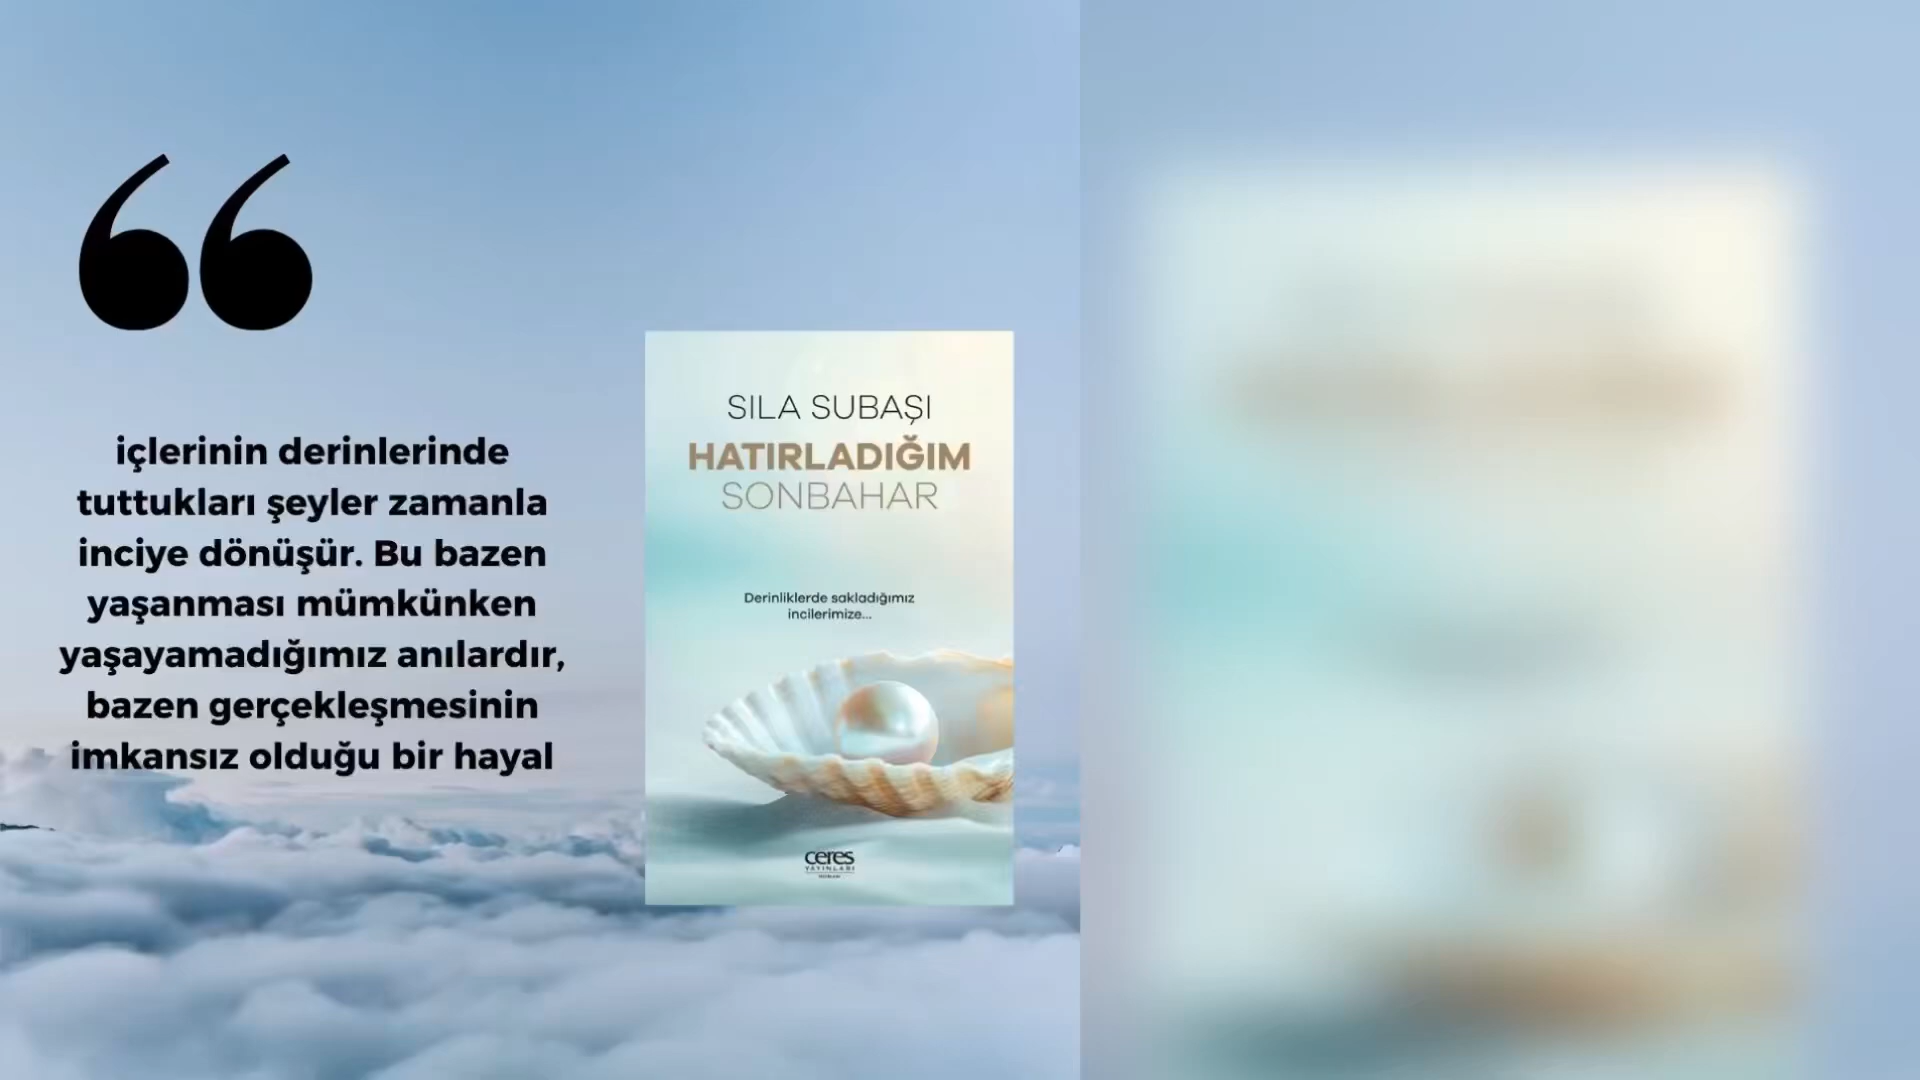 içlerinin derinlerinde
tuttukları şeyler zamanla
inciye dönüşür. Bu bazen
yaşanması mümkünken
yaşayamadığımız anılardır,
bazen gerçekleşmesinin
imkansız olduğu bir hayal
SILA SUBAŞI
HATIRLADIĞIM
SONBAHAR
Derinliklerde sakladığımız
incilerimize...
ceres
YAYINLARI